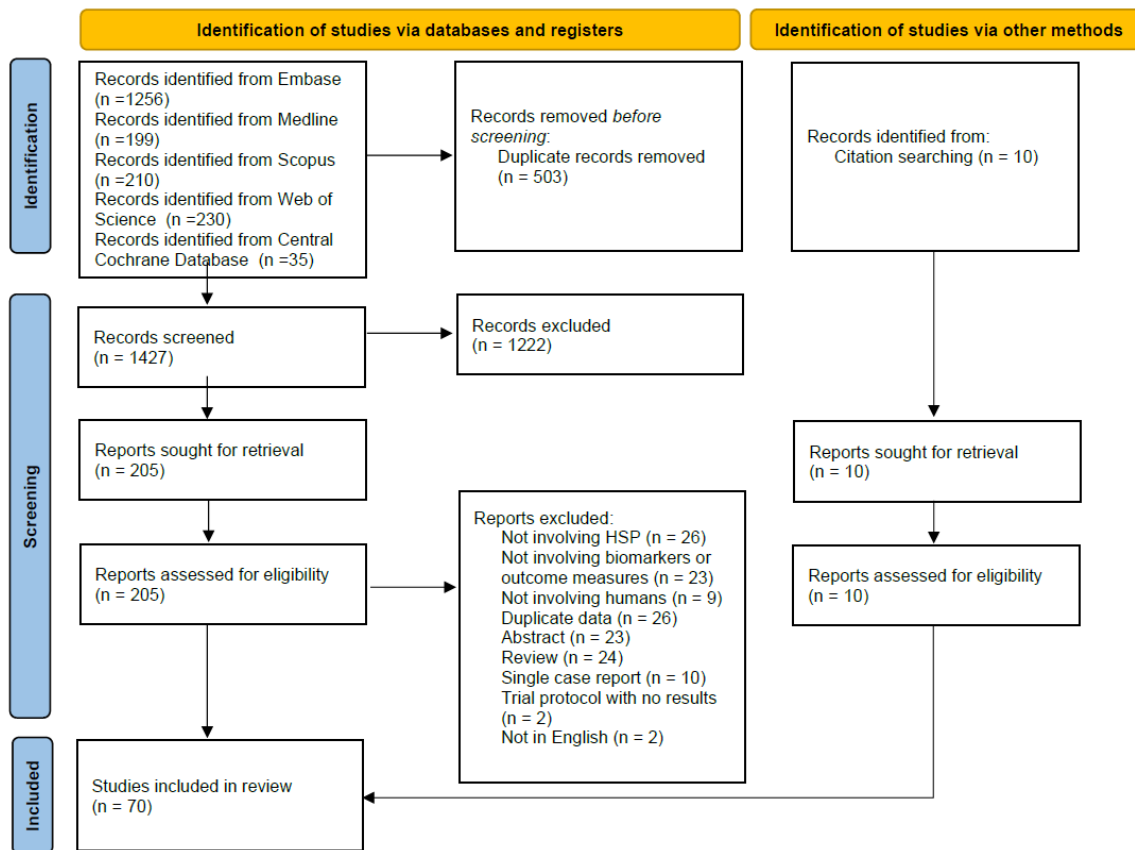 Identification of studies via databases and registers
Identification of studies via other methods
Identification
Records identified from Embase
(n =1256)
Records identified from Medline
(n =199)
Records identified from Scopus
(n =210)
Records identified from Web of
Science  (n =230)
Records identified from Central
Cochrane Database  (n =35)
Records removed before
screening:
Duplicate records removed
(n = 503)
Records identified from:
Citation searching (n = 10)
Screening
Records screened
(n = 1427)
Records excluded
(n = 1222)
Reports sought for retrieval
(n = 205)
Reports sought for retrieval
(n = 10)
Reports assessed for eligibility
(n = 205)
Reports excluded:
Not involving HSP (n = 26)
Not involving biomarkers or
outcome measures (n = 23)
Not involving humans (n = 9)
Duplicate data (n = 26)
Abstract (n = 23)
Review (n = 24)
Single case report (n = 10)
Trial protocol with no results
(n = 2)
Not in English (n = 2)
Reports assessed for eligibility
(n = 10)
Included
Studies included in review
(n = 70)